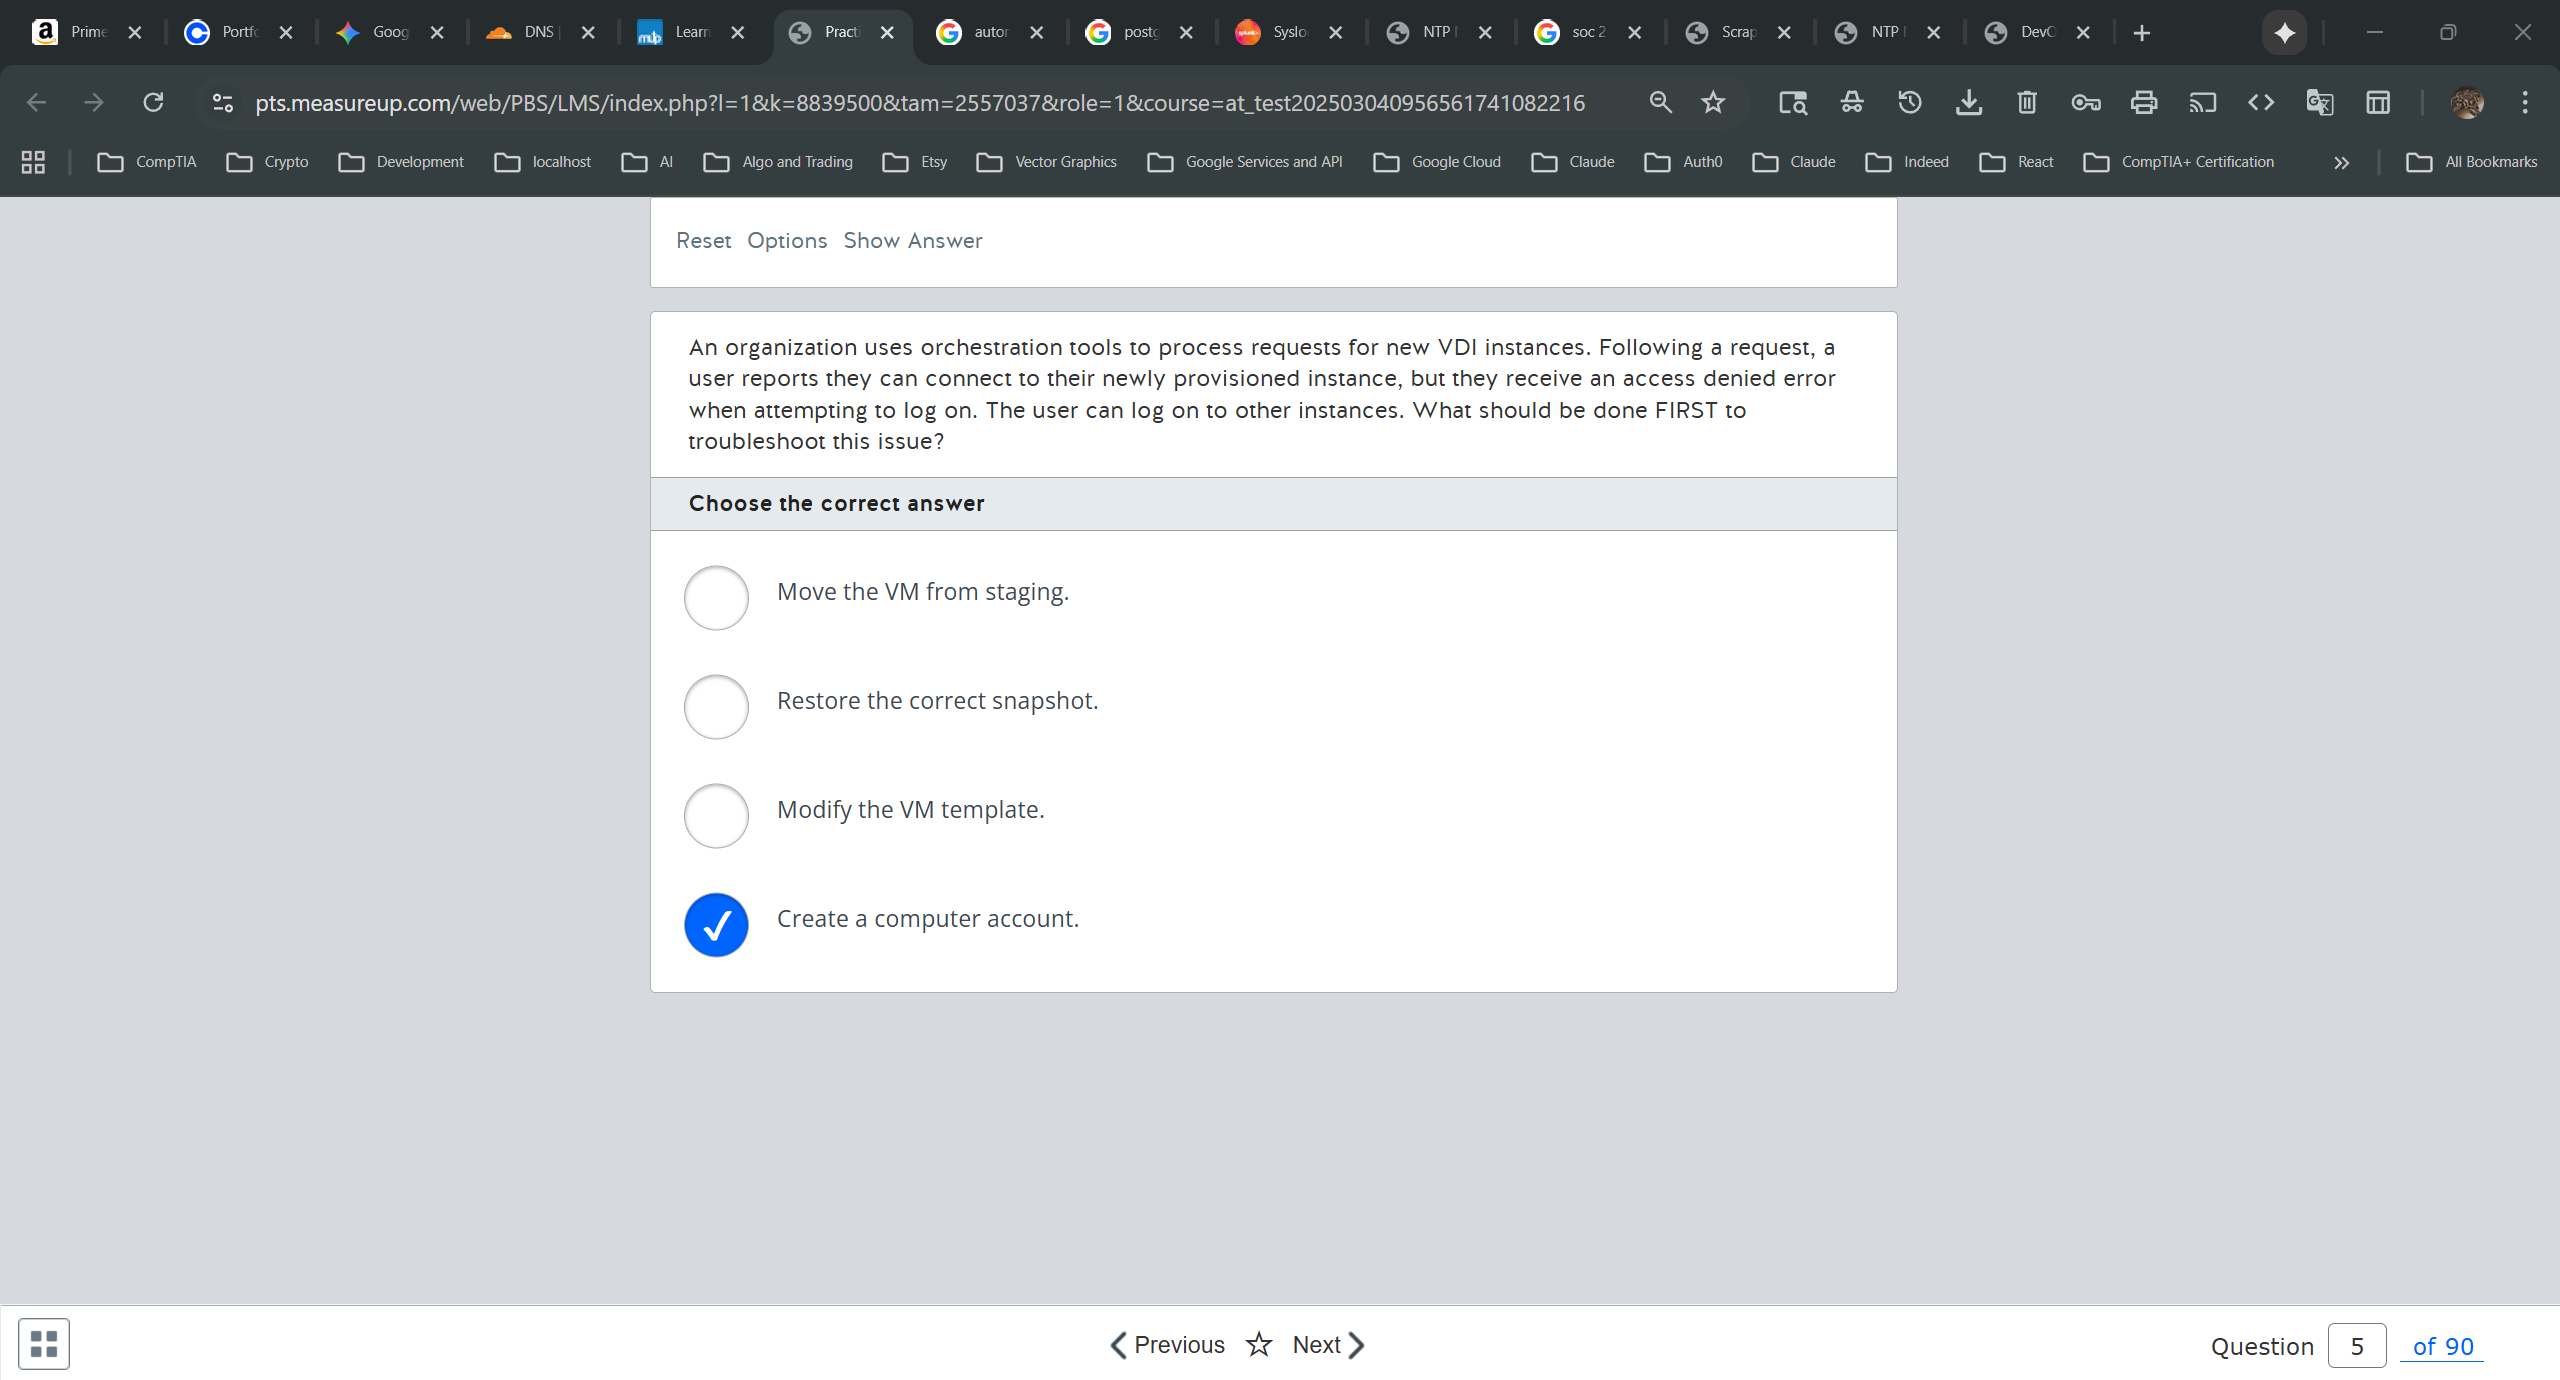 Prime
Portfo
Goog
DNS
Learn
Practi
autor
postg
Syslo
NTP
soc 2
Scrap
NTP
DevO
pts.measureup.com/web/PBS/LMS/index.php?l=1&k=8839500&tam=2557037&role=1&course=at_test202503040956561741082216
CompTIA
Crypto
Development
localhost
AI
Algo and Trading
Etsy
Vector Graphics
Google Services and API
Google Cloud
Claude
Auth0
Claude
Indeed
React
CompTIA+ Certification
All Bookmarks
Reset Options Show Answer
An organization uses orchestration tools to process requests for new VDI instances. Following a request, a
user reports they can connect to their newly provisioned instance, but they receive an access denied error
when attempting to log on. The user can log on to other instances. What should be done FIRST to
troubleshoot this issue?
Choose the correct answer
Move the VM from staging.
Restore the correct snapshot.
Modify the VM template.
Create a computer account.
Previous
Next
Question 5 of 90